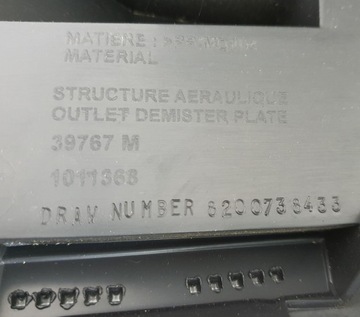 MATIERE :
MATERIAL
STRUCTURE AERAULIQUE
OUTLET DEMISTER PLATE
39767 M
1011368
DRAW NUMBER 8200738433